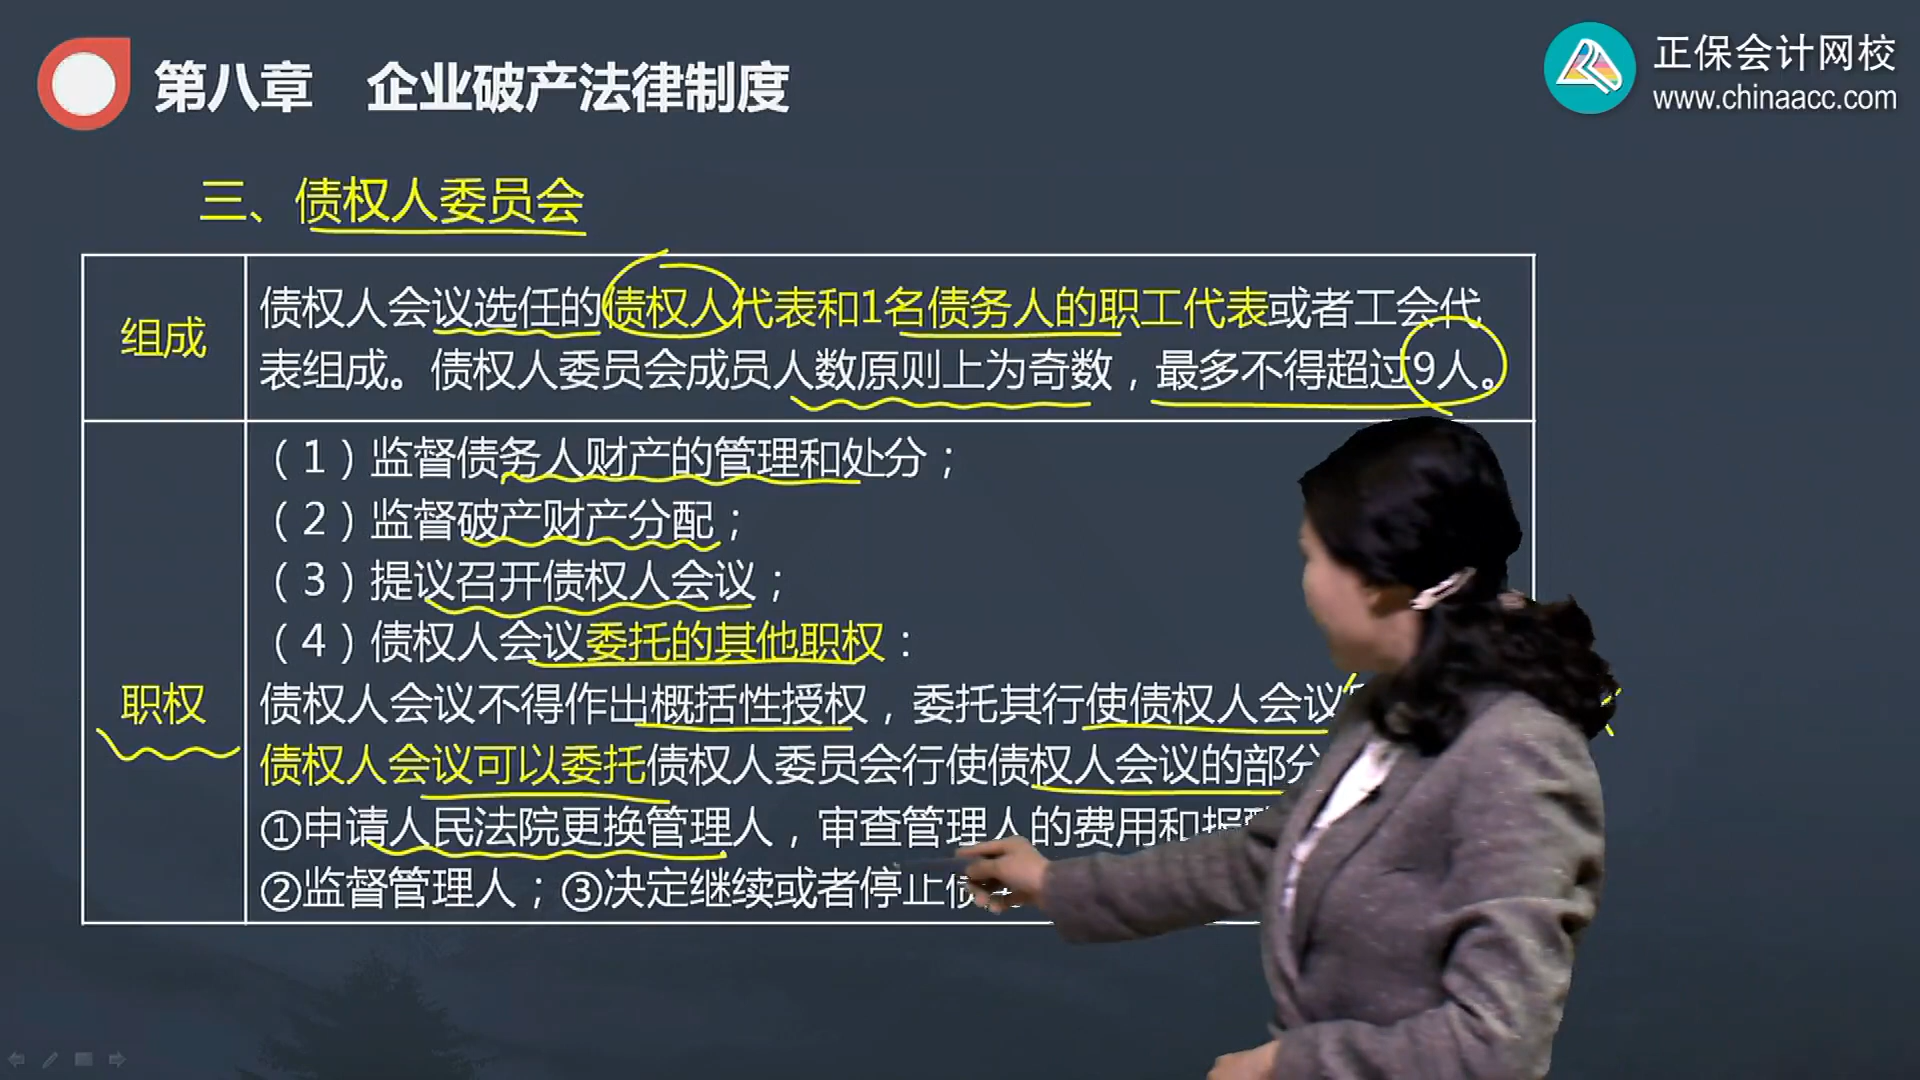 第八章 企业破产法律制度
正保会计网校
www.chinaacc.com
三、债权人委员会
组成
债权人会议选任的债权人代表和1名债务人的职工代表或者工会代
表组成。债权人委员会成员人数原则上为奇数，最多不得超过9人。
职权
（1）监督债务人财产的管理和处分；
（2）监督破产财产分配；
（3）提议召开债权人会议；
（4）债权人会议委托的其他职权：
债权人会议不得作出概括性授权，委托其行使债权人会议
债权人会议可以委托债权人委员会行使债权人会议的部分
①申请人民法院更换管理人，审查管理人的费用和报
②监督管理人；③决定继续或者停止债